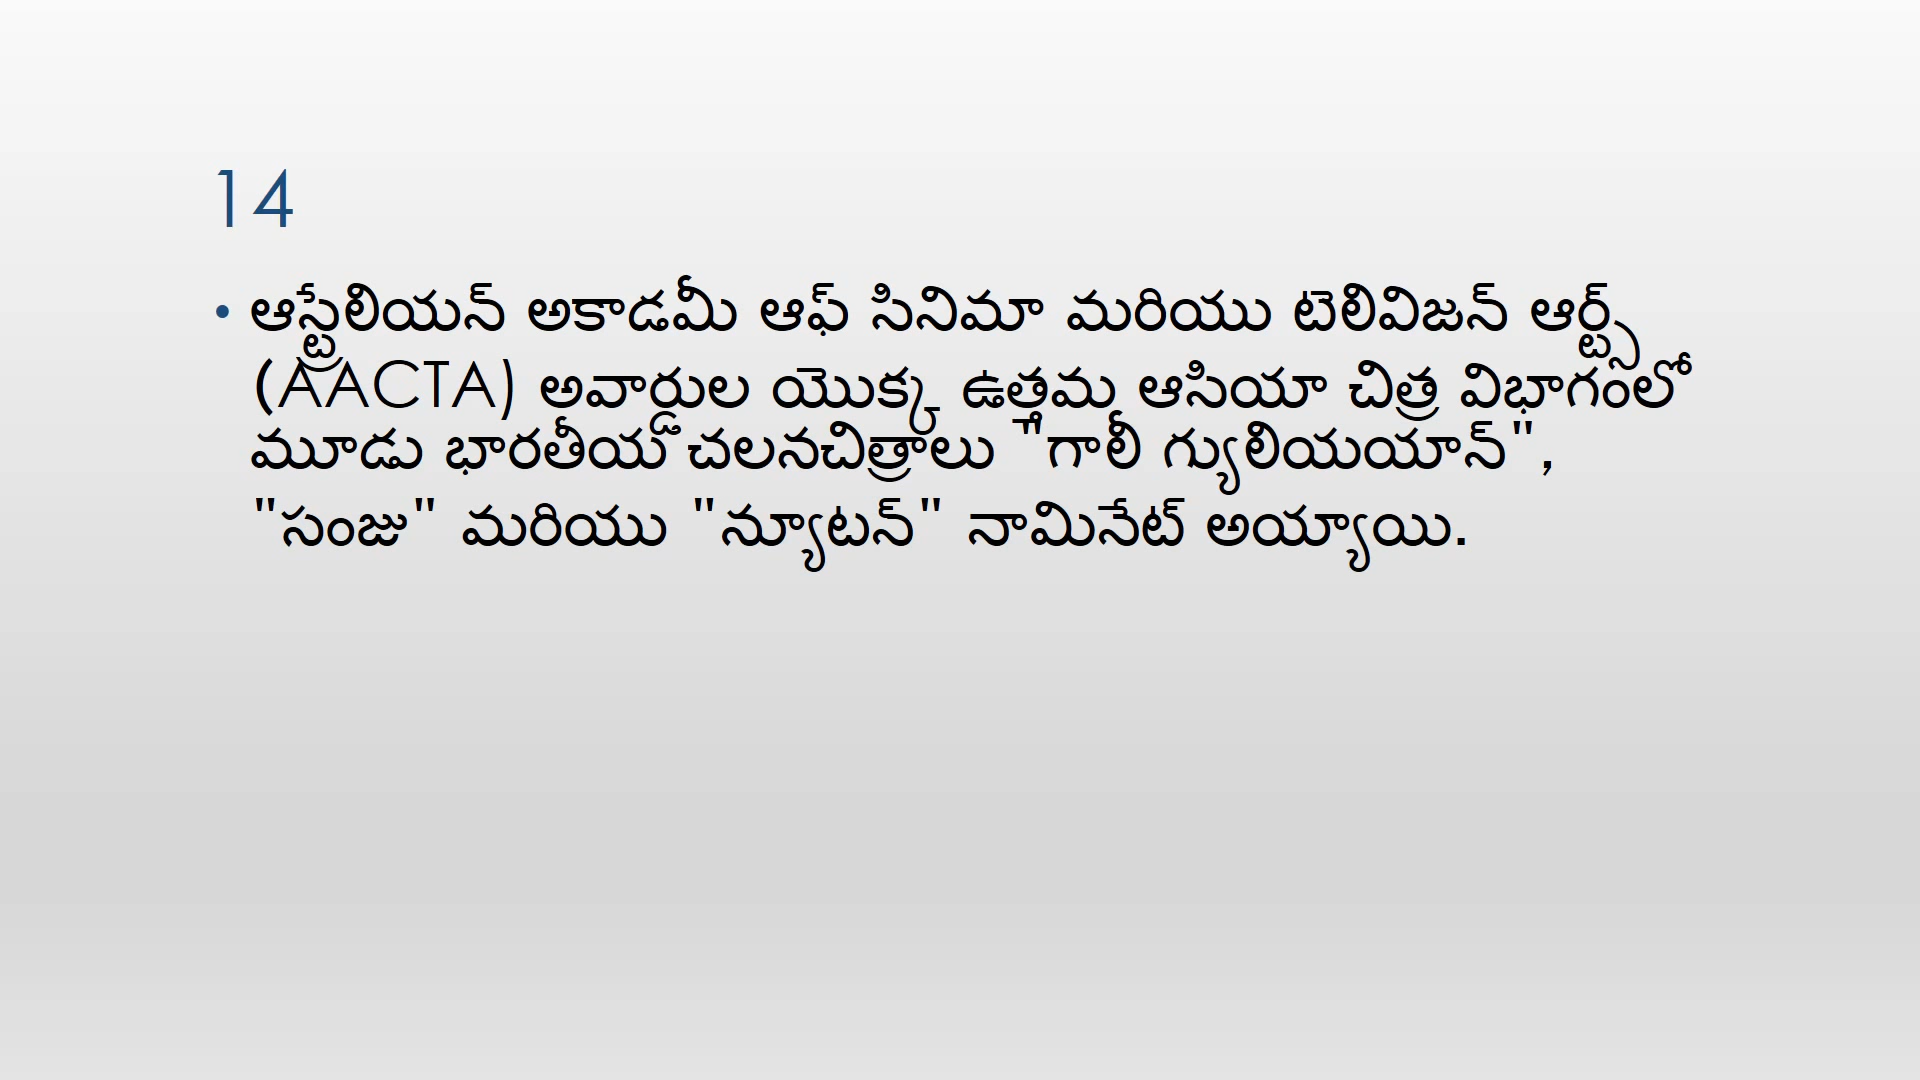 14
• ఆస్ట్రేలియన్ అకాడమీ ఆఫ్ సినిమా మరియు టెలివిజన్ ఆర్ట్స్
(AACTA) అవార్డుల యొక్క ఉత్తమ ఆసియా చిత్ర విభాగంలో
మూడు భారతీయ చలనచిత్రాలు "గాలీ గ్యులియయాన్",
"సంజు" మరియు "న్యూటన్" నామినేట్ అయ్యాయి.